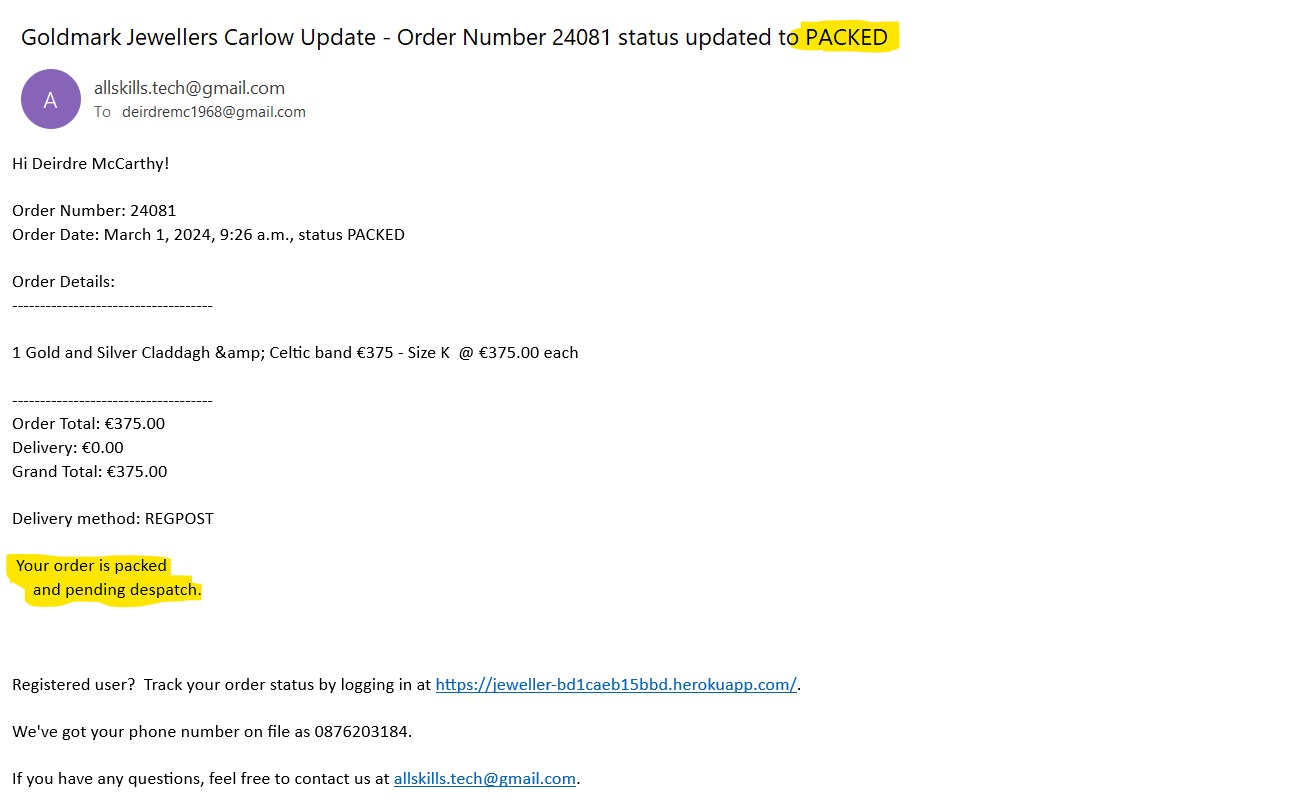 Goldmark Jewellers Carlow Update - Order Number 24081 status updated to PACKED
A
allskills.tech@gmail.com
To deirdremc1968@gmail.com
Hi Deirdre McCarthy!
Order Number: 24081
Order Date: March 1, 2024, 9:26 a.m., status PACKED
Order Details:
------------------------------------
1 Gold and Silver Claddagh &amp; Celtic band €375 - Size K  @ €375.00 each
------------------------------------
Order Total: €375.00
Delivery: €0.00
Grand Total: €375.00
Delivery method: REGPOST
Your order is packed
and pending despatch.
Registered user?  Track your order status by logging in at https://jeweller-bd1caeb15bbd.herokuapp.com/.
We've got your phone number on file as 0876203184.
If you have any questions, feel free to contact us at allskills.tech@gmail.com.